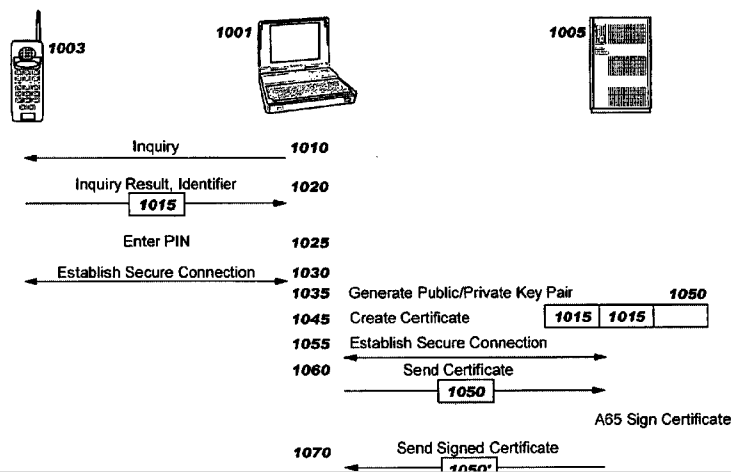 1003
1001
1005
Inquiry 1010
Inquiry Result, Identifier 1020
1015
Enter PIN 1025
Establish Secure Connection 1030
1035 Generate Public/Private Key Pair 1050
1045 Create Certificate 1015 1015
1055 Establish Secure Connection
1060 Send Certificate
1050
A65 Sign Certificate
1070 Send Signed Certificate
1050'